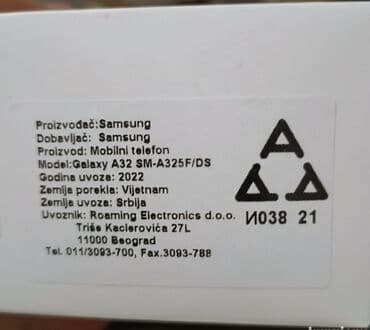 Proizvođač:Samsung
Dobavljač: Samsung
Proizvod: Mobilni telefon
Model:Galaxy A32 SM-A325F/DS
Godina uvoza: 2022
Zemlja porekla: Vijetnam
Zemlja uvoza: Srbija
Uvoznik: Roaming Electronics d.o.o.
Triše Kaclerovića 27L
11000 Beograd
Tel. 011/3093-700, Fax.3093-788
A
A A
И038 21